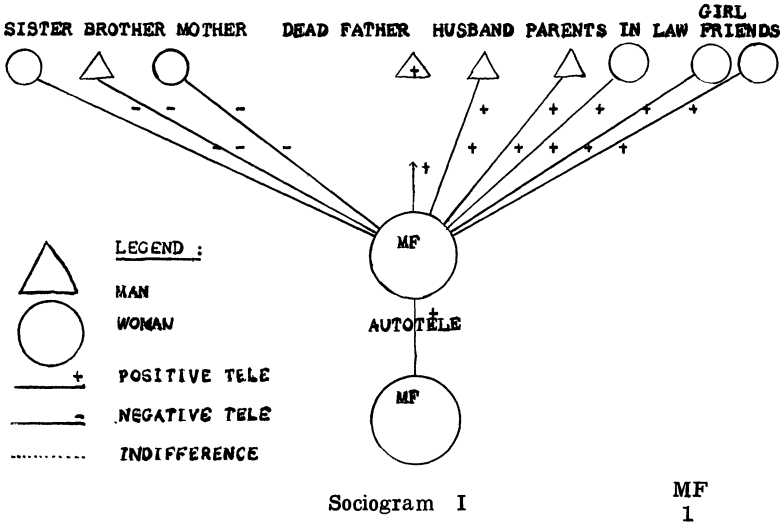 GIRL
SISTER BROTHER MOTHER DEAD FATHER HUSBAND PARENTS IN LAW FRIENDS
+
- - - + + + + +
- - - + + + + +
+
MF
LEGEND :
MAN
WOMAN
+
AUTOTELE
+ POSITIVE TELE
MF
- NEGATIVE TELE
INDIFFERENCE
Sociogram I
MF
1